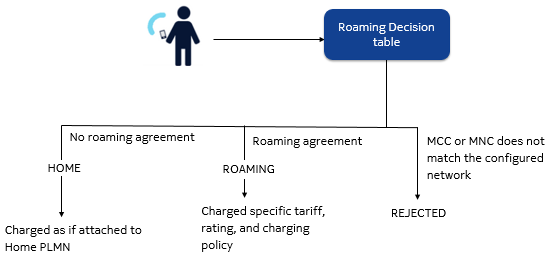 Roaming Decision
table
No roaming agreement
Roaming agreement
MCC or MNC does not
match the configured
network
HOME
ROAMING
REJECTED
Charged as if attached to
Home PLMN
Charged specific tariff,
rating, and charging
policy